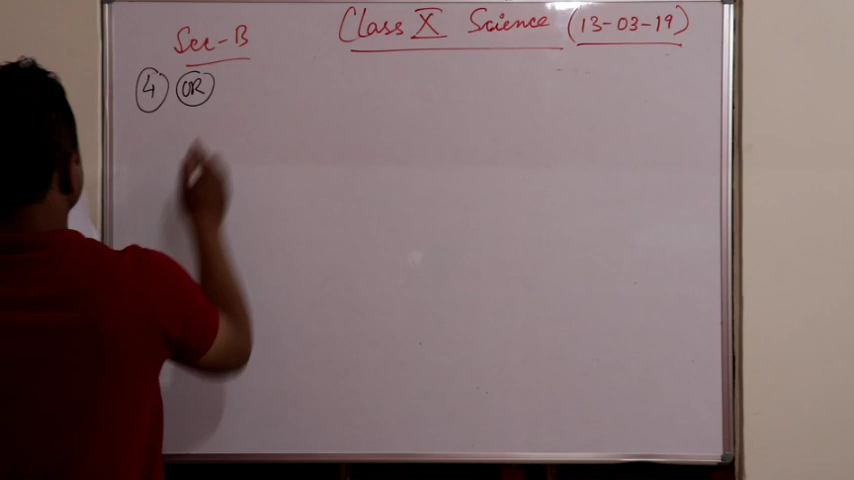 Class X Science (13-03-19)
Sec-B
4 OR